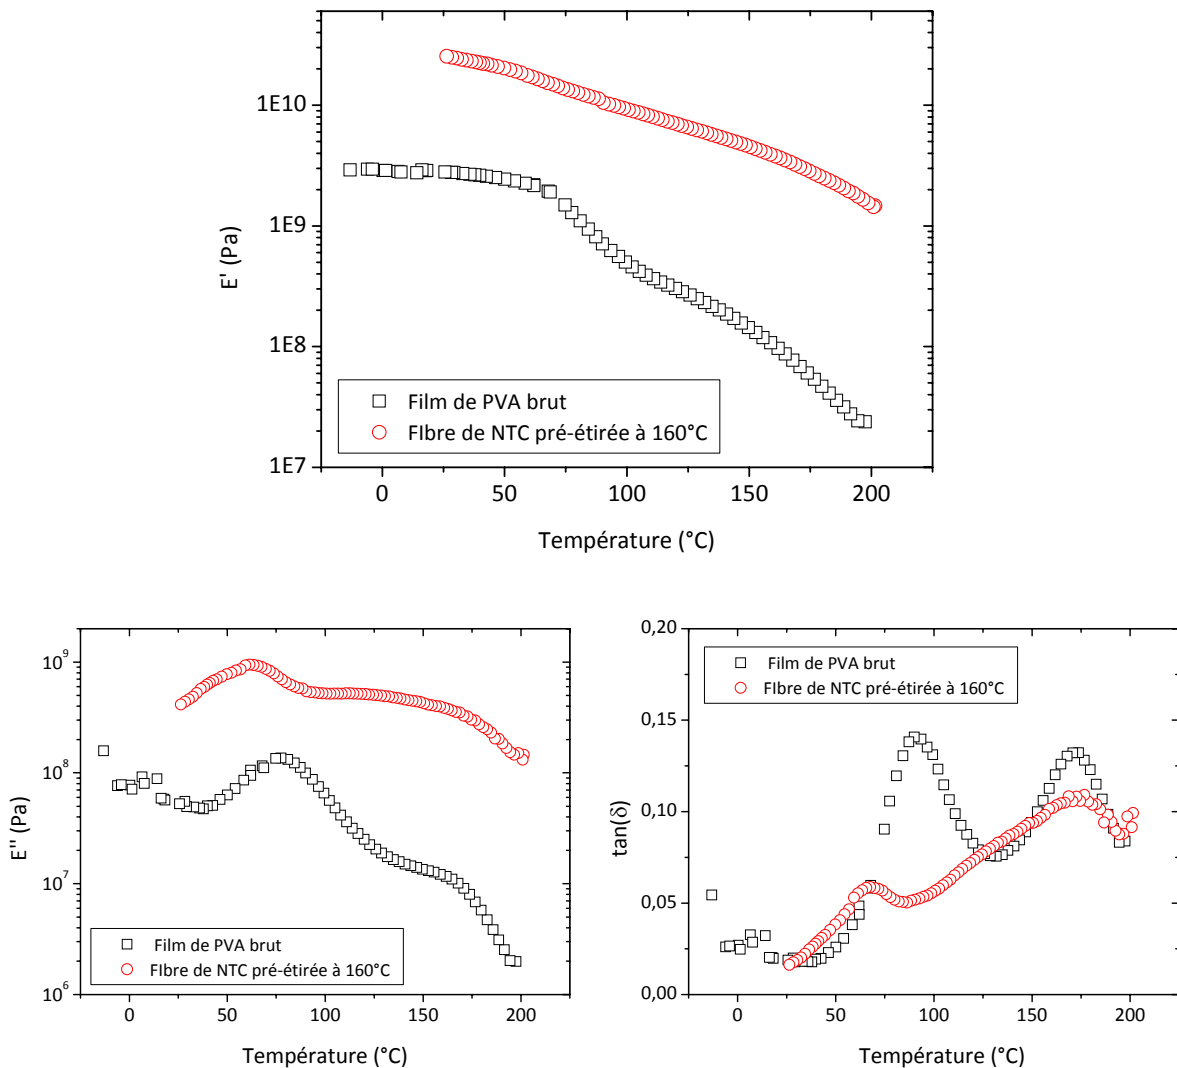 1E10
1E9
1E8
1E7
E' (Pa)
Film de PVA brut
FIbre de NTC pré-étirée à 160°C
0 50 100 150 200
Température (°C)
10⁹
10⁸
10⁷
10⁶
E'' (Pa)
Film de PVA brut
FIbre de NTC pré-étirée à 160°C
0 50 100 150 200
Température (°C)
0,20
0,15
0,10
0,05
0,00
tan(δ)
Film de PVA brut
FIbre de NTC pré-étirée à 160°C
0 50 100 150 200
Température (°C)